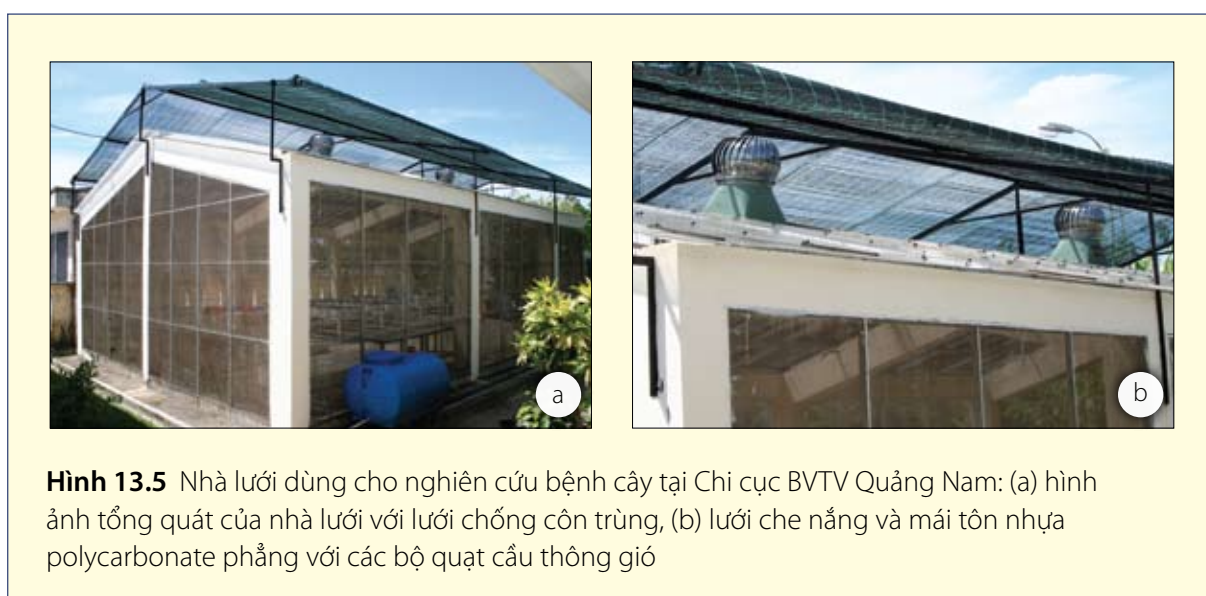 a
b
Hình 13.5 Nhà lưới dùng cho nghiên cứu bệnh cây tại Chi cục BVTV Quảng Nam: (a) hình
ảnh tổng quát của nhà lưới với lưới chống côn trùng, (b) lưới che nắng và mái tôn nhựa
polycarbonate phẳng với các bộ quạt cầu thông gió